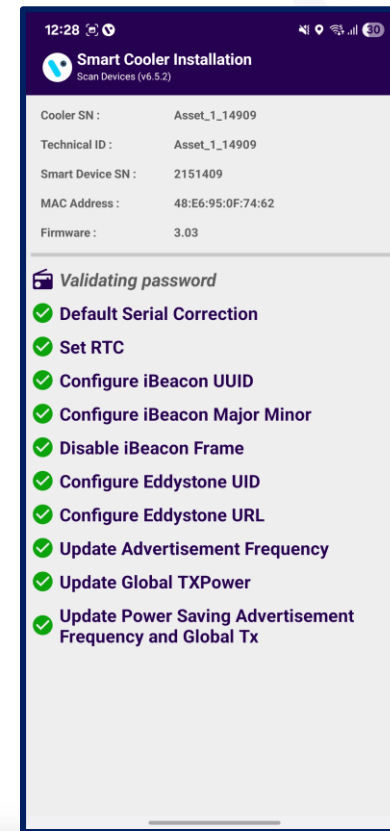 12:28 30
Smart Cooler Installation
Scan Devices (v6.5.2)
Cooler SN : Asset_1_14909
Technical ID : Asset_1_14909
Smart Device SN : 2151409
MAC Address : 48:E6:95:0F:74:62
Firmware : 3.03
Validating password
Default Serial Correction
Set RTC
Configure iBeacon UUID
Configure iBeacon Major Minor
Disable iBeacon Frame
Configure Eddystone UID
Configure Eddystone URL
Update Advertisement Frequency
Update Global TXPower
Update Power Saving Advertisement
Frequency and Global Tx